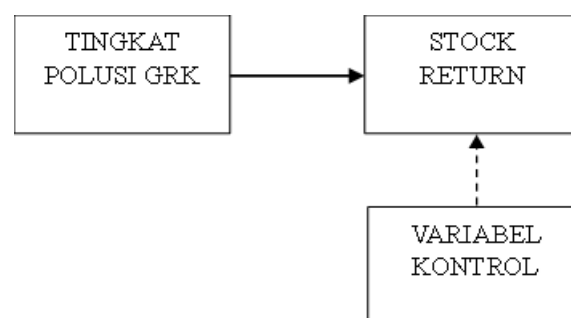 TINGKAT
POLUSI GRK
STOCK
RETURN
VARIABEL
KONTROL